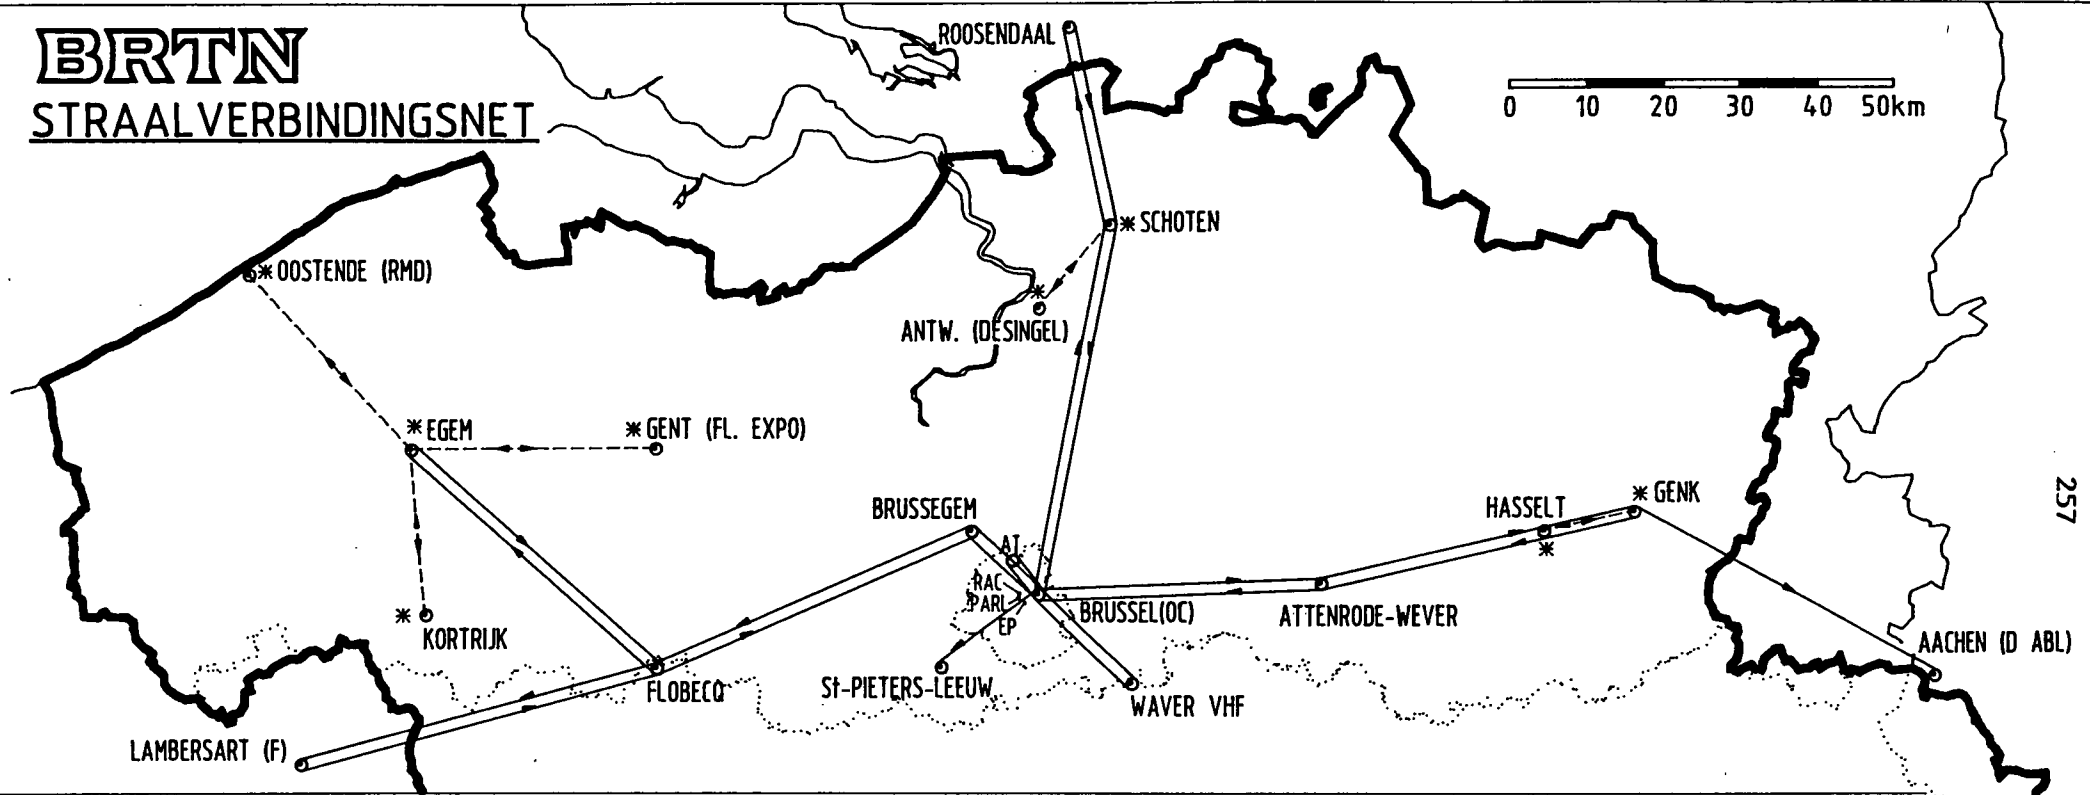 BRTN
STRAALVERBINDINGSNET
ROOSENDAAL
0 10 20 30 40 50km
* SCHOTEN
* OOSTENDE (RMD)
*
ANTW. (DESINGEL)
* EGEM
* GENT (FL. EXPO)
BRUSSEGEM
HASSELT
*
* GENK
257
AT
RAC
PARL
EP
BRUSSEL(OC)
ATTENRODE-WEVER
*
KORTRIJK
AACHEN (D ABL)
FLOBECQ
St-PIETERS-LEEUW
WAVER VHF
LAMBERSART (F)